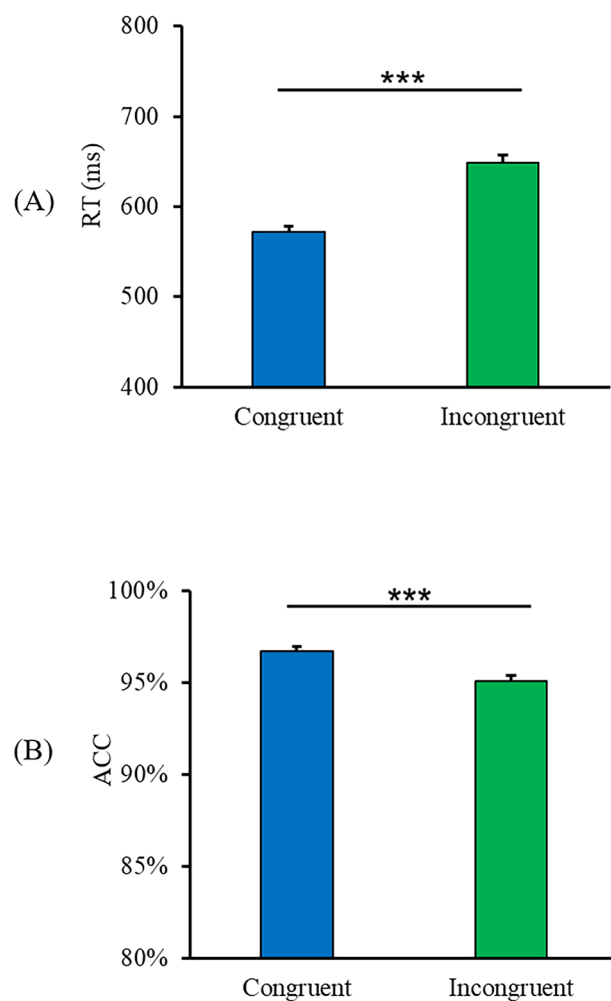 (A)
RT (ms)
800
700
600
500
400
***
Congruent
Incongruent
(B)
ACC
100%
95%
90%
85%
80%
***
Congruent
Incongruent